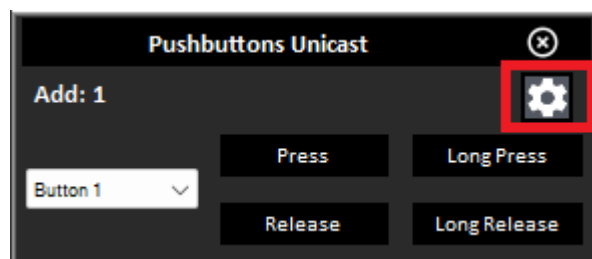 Pushbuttons Unicast
Add: 1
Press
Long Press
Button 1
Release
Long Release